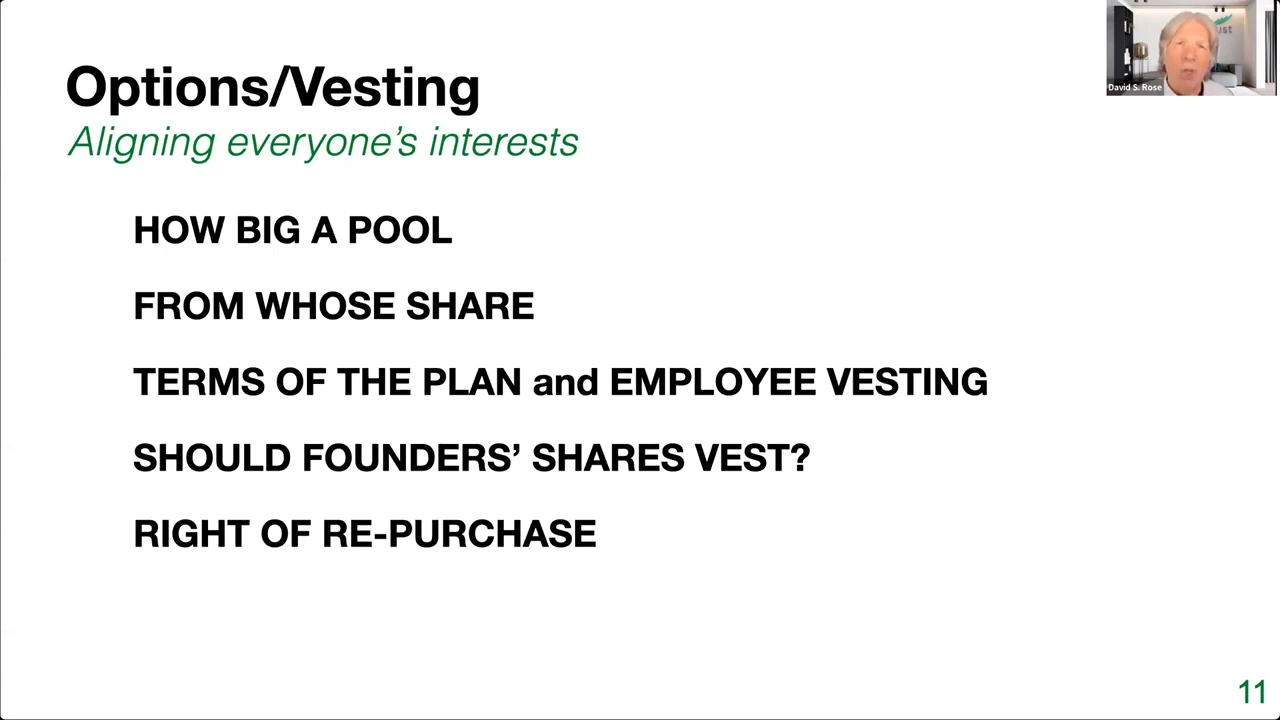 Options/Vesting
Aligning everyone’s interests
HOW BIG A POOL
FROM WHOSE SHARE
TERMS OF THE PLAN and EMPLOYEE VESTING
SHOULD FOUNDERS’ SHARES VEST?
RIGHT OF RE-PURCHASE
David S. Rose
11